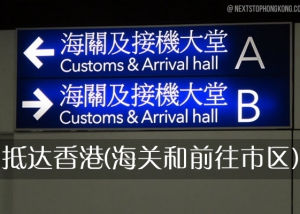 @ NEXTSTOPHONGKONG.COM
← 海關及接機大堂 A
Customs & Arrival hall
→ 海關及接機大堂 B
Customs & Arrival hall
抵达香港(海关和前往市区)